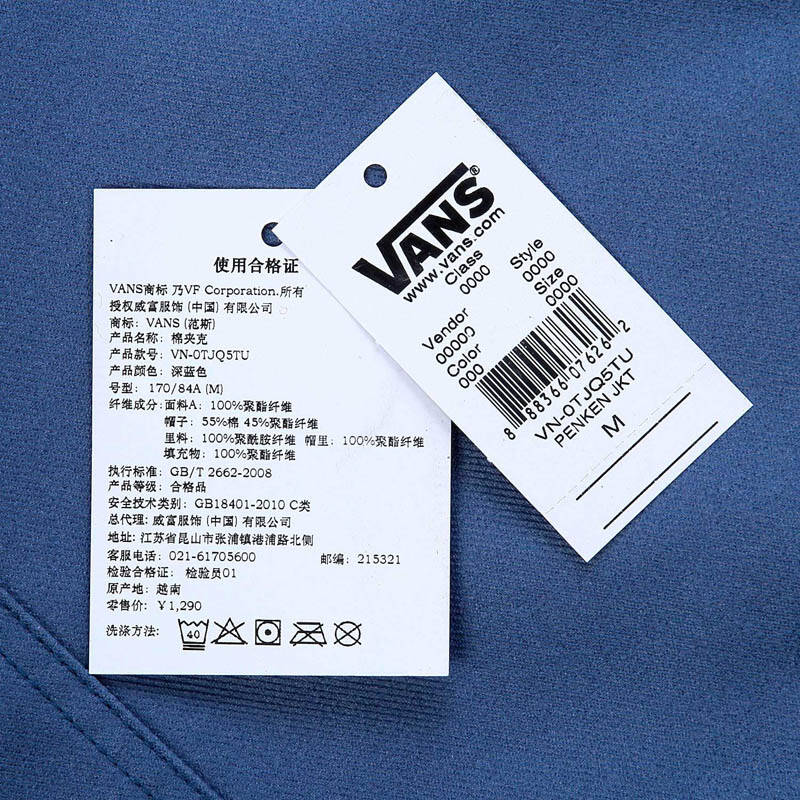 使用合格证
VANS商标 乃VF Corporation.所有
授权威富服饰 (中国) 有限公司
商标: VANS (范斯)
产品名称: 棉夹克
产品款号: VN-0TJQ5TU
产品颜色: 深蓝色
号型: 170/84A (M)
纤维成分: 面料A: 100%聚酯纤维
帽子: 55%棉 45%聚酯纤维
里料: 100%聚酰胺纤维 帽里: 100%聚酯纤维
填充物: 100%聚酯纤维
执行标准: GB/T 2662-2008
产品等级: 合格品
安全技术类别: GB18401-2010 C类
总代理: 威富服饰 (中国) 有限公司
地址: 江苏省昆山市张浦镇港浦路北侧
客服电话: 021-61705600 邮编: 215321
检验合格证: 检验员01
原产地: 越南
零售价: ¥1,290
洗涤方法: 40
VANS®
www.vans.com
Class Style
0000 0000
Vendor Size
00000 0000
Color
000
8 88366 07626 2
VN-0TJQ5TU
PENKEN JKT
M